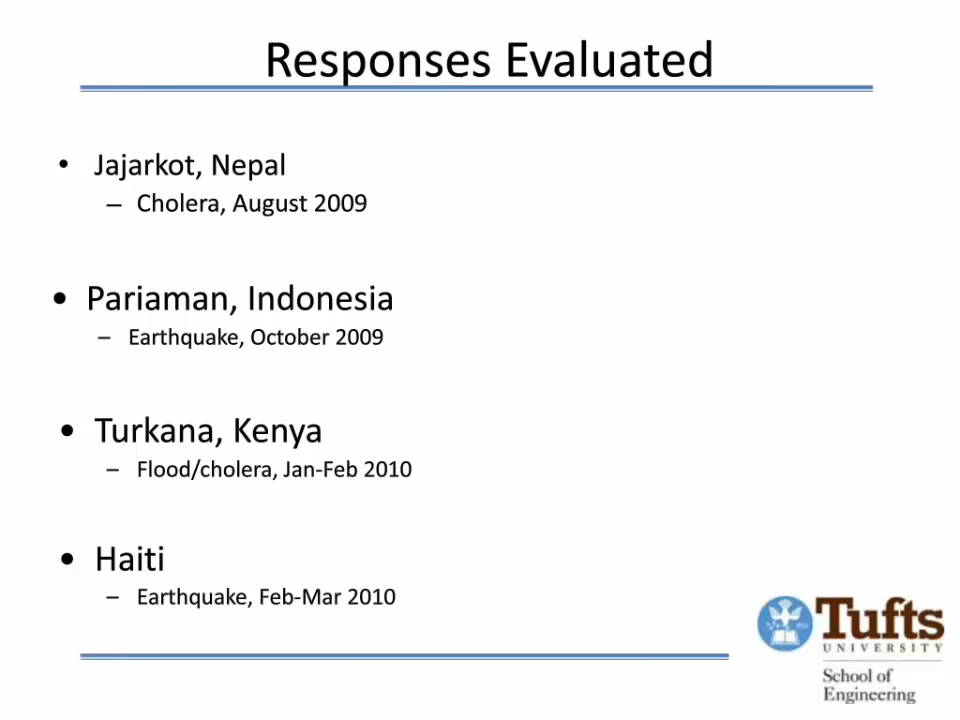 Responses Evaluated
• Jajarkot, Nepal
– Cholera, August 2009
• Pariaman, Indonesia
– Earthquake, October 2009
• Turkana, Kenya
– Flood/cholera, Jan-Feb 2010
• Haiti
– Earthquake, Feb-Mar 2010
Tufts
UNIVERSITY
School of
Engineering